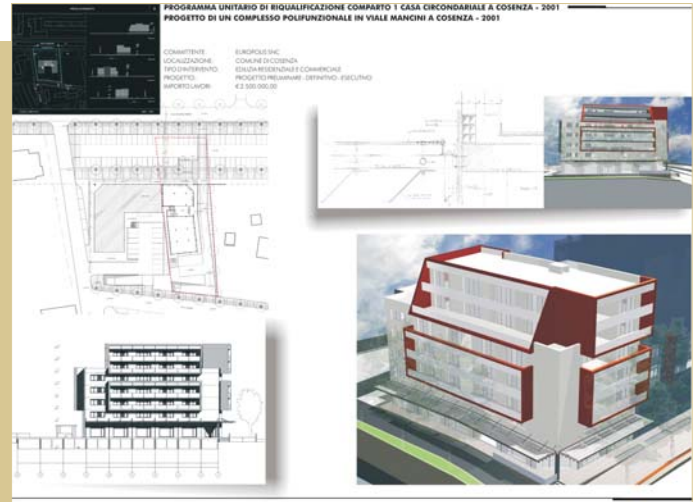 PROGRAMMA UNITARIO DI RIQUALIFICAZIONE COMPARTO 1 CASA CIRCONDARIALE A COSENZA - 2001
PROGETTO DI UN COMPLESSO POLIFUNZIONALE IN VIALE MANCINI A COSENZA - 2001
COMMITTENTE: EUROPOLIS SNC
LOCALIZZAZIONE: COMUNE DI COSENZA
TIPO D'INTERVENTO: EDILIZIA RESIDENZIALE E COMMERCIALE
PROGETTO: PROGETTO PRELIMINARE - DEFINITIVO - ESECUTIVO
IMPORTO LAVORI: € 2.500.000,00